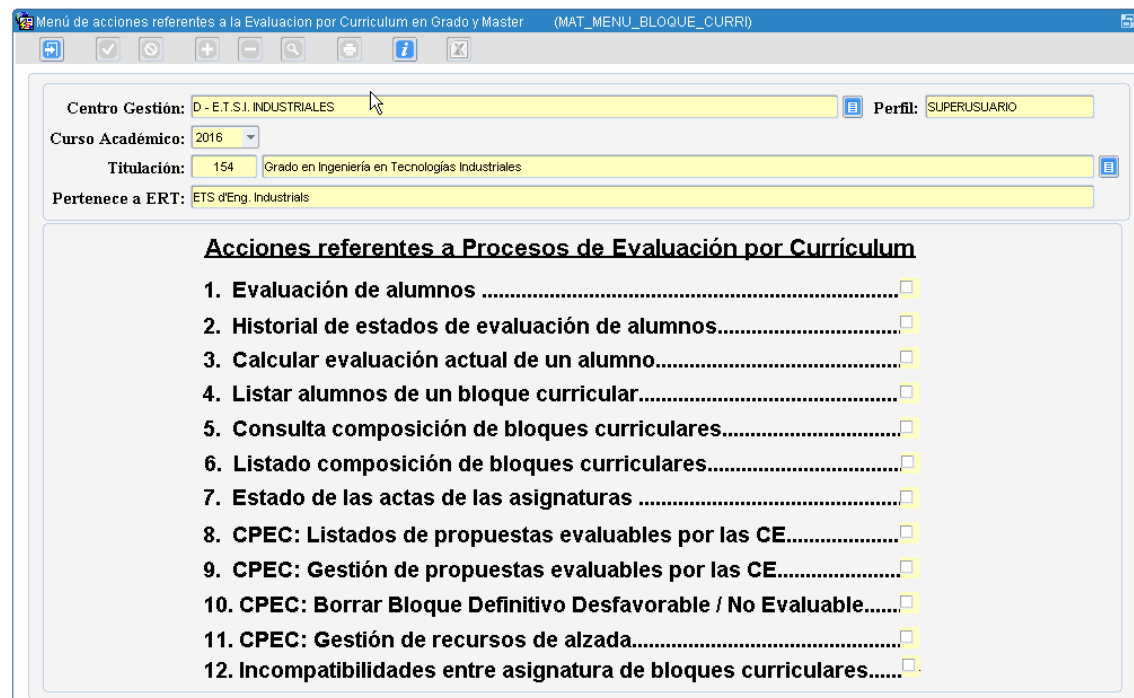 Menú de acciones referentes a la Evaluacion por Curriculum en Grado y Master (MAT_MENU_BLOQUE_CURRI)
Centro Gestión: D - E.T.S.I. INDUSTRIALES Perfil: SUPERUSUARIO
Curso Académico: 2016
Titulación: 154 Grado en Ingeniería en Tecnologías Industriales
Pertenece a ERT: ETS d'Eng. Industrials
Acciones referentes a Procesos de Evaluación por Currículum
1. Evaluación de alumnos ..........................................................................
2. Historial de estados de evaluación de alumnos................................
3. Calcular evaluación actual de un alumno...........................................
4. Listar alumnos de un bloque curricular..............................................
5. Consulta composición de bloques curriculares................................
6. Listado composición de bloques curriculares..................................
7. Estado de las actas de las asignaturas ..............................................
8. CPEC: Listados de propuestas evaluables por las CE....................
9. CPEC: Gestión de propuestas evaluables por las CE......................
10. CPEC: Borrar Bloque Definitivo Desfavorable / No Evaluable......
11. CPEC: Gestión de recursos de alzada...............................................
12. Incompatibilidades entre asignatura de bloques curriculares......